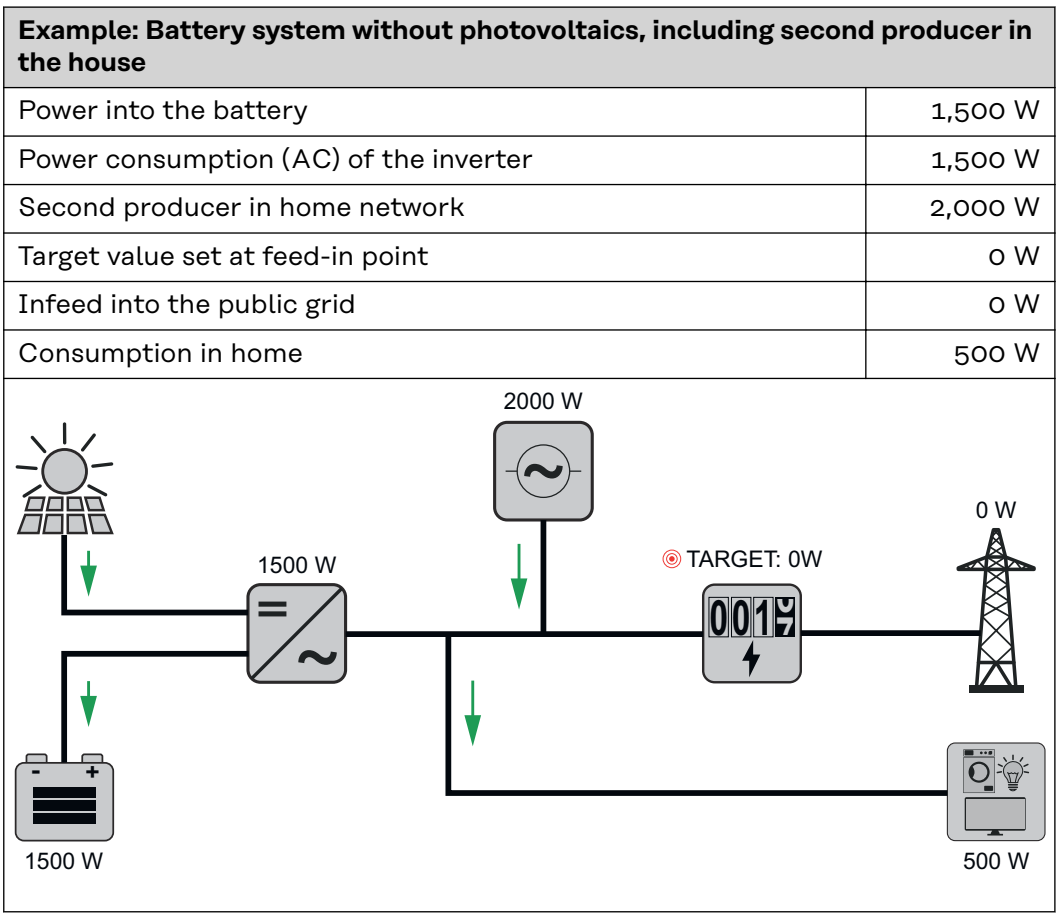 Example: Battery system without photovoltaics, including second producer in
the house
Power into the battery 1,500 W
Power consumption (AC) of the inverter 1,500 W
Second producer in home network 2,000 W
Target value set at feed-in point 0 W
Infeed into the public grid 0 W
Consumption in home 500 W
2000 W
0 W
1500 W
TARGET: 0W
001
- +
1500 W
500 W